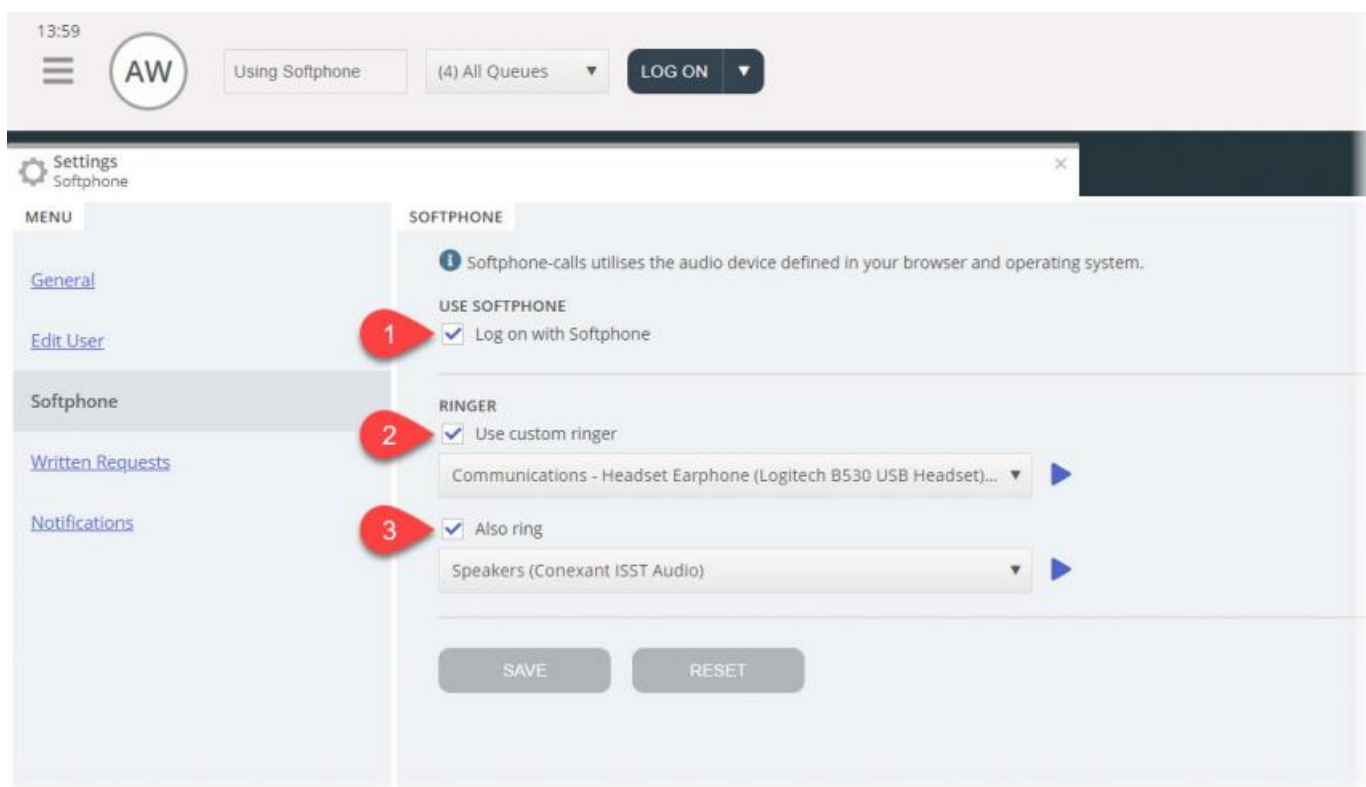 13:59
AW
Using Softphone
(4) All Queues
LOG ON
Settings
Softphone
MENU
General
Edit User
Softphone
Written Requests
Notifications
SOFTPHONE
Softphone-calls utilises the audio device defined in your browser and operating system.
USE SOFTPHONE
1
Log on with Softphone
RINGER
2
Use custom ringer
Communications - Headset Earphone (Logitech B530 USB Headset)...
3
Also ring
Speakers (Conexant ISST Audio)
SAVE
RESET